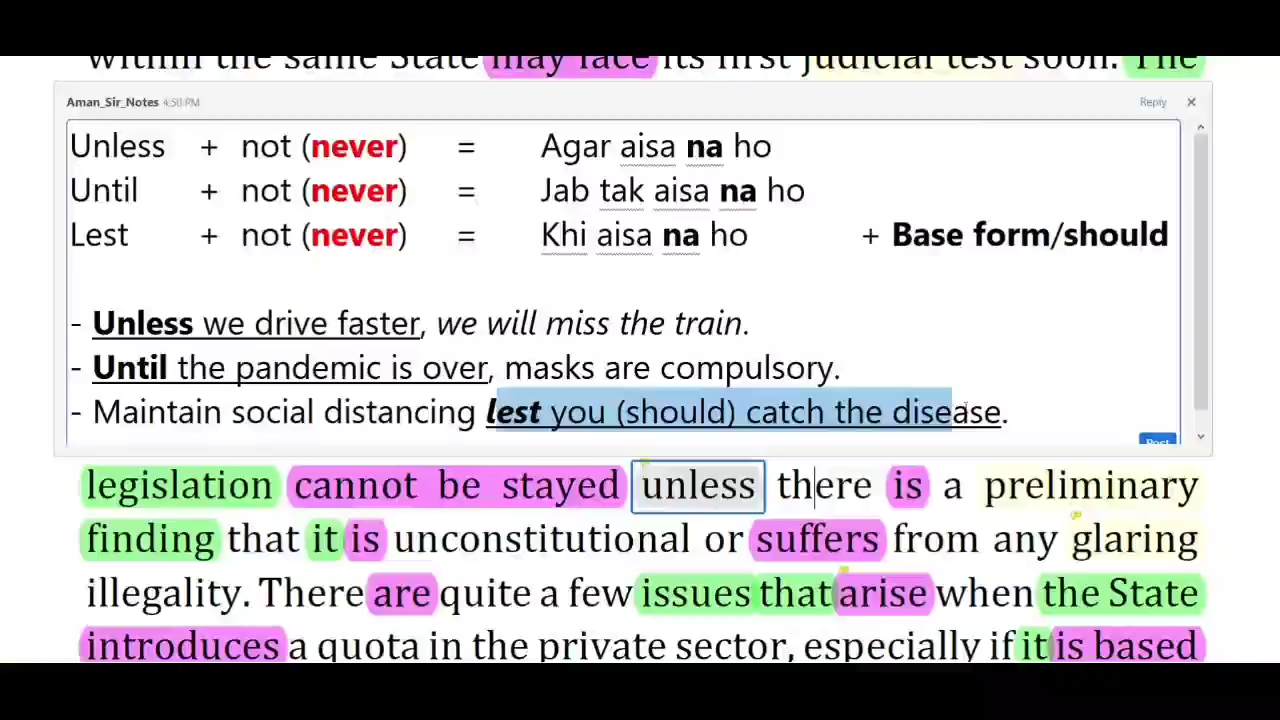 within the same State may face its first judicial test soon. The
Aman_Sir_Notes 4:50 PM Reply
Unless + not (never) = Agar aisa na ho
Until + not (never) = Jab tak aisa na ho
Lest + not (never) = Khi aisa na ho + Base form/should
- Unless we drive faster, we will miss the train.
- Until the pandemic is over, masks are compulsory.
- Maintain social distancing lest you (should) catch the disease.
Post
legislation cannot be stayed unless there is a preliminary
finding that it is unconstitutional or suffers from any glaring
illegality. There are quite a few issues that arise when the State
introduces a quota in the private sector, especially if it is based